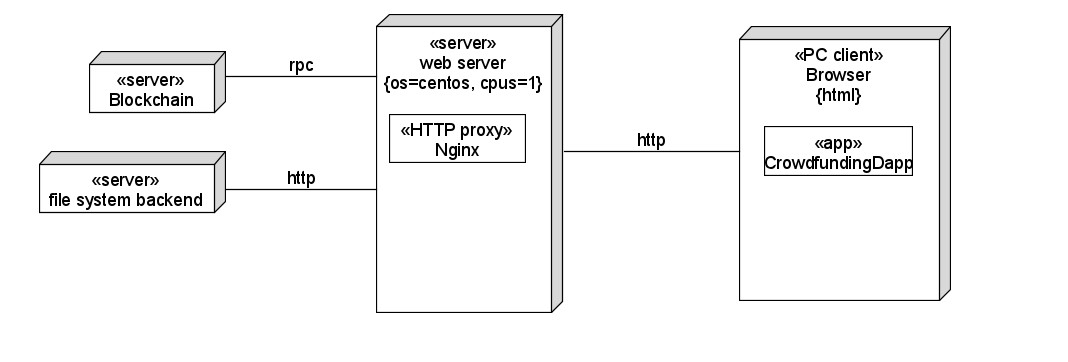 «server»
Blockchain
rpc
«server»
file system backend
http
«server»
web server
{os=centos, cpus=1}
«HTTP proxy»
Nginx
http
«PC client»
Browser
{html}
«app»
CrowdfundingDapp